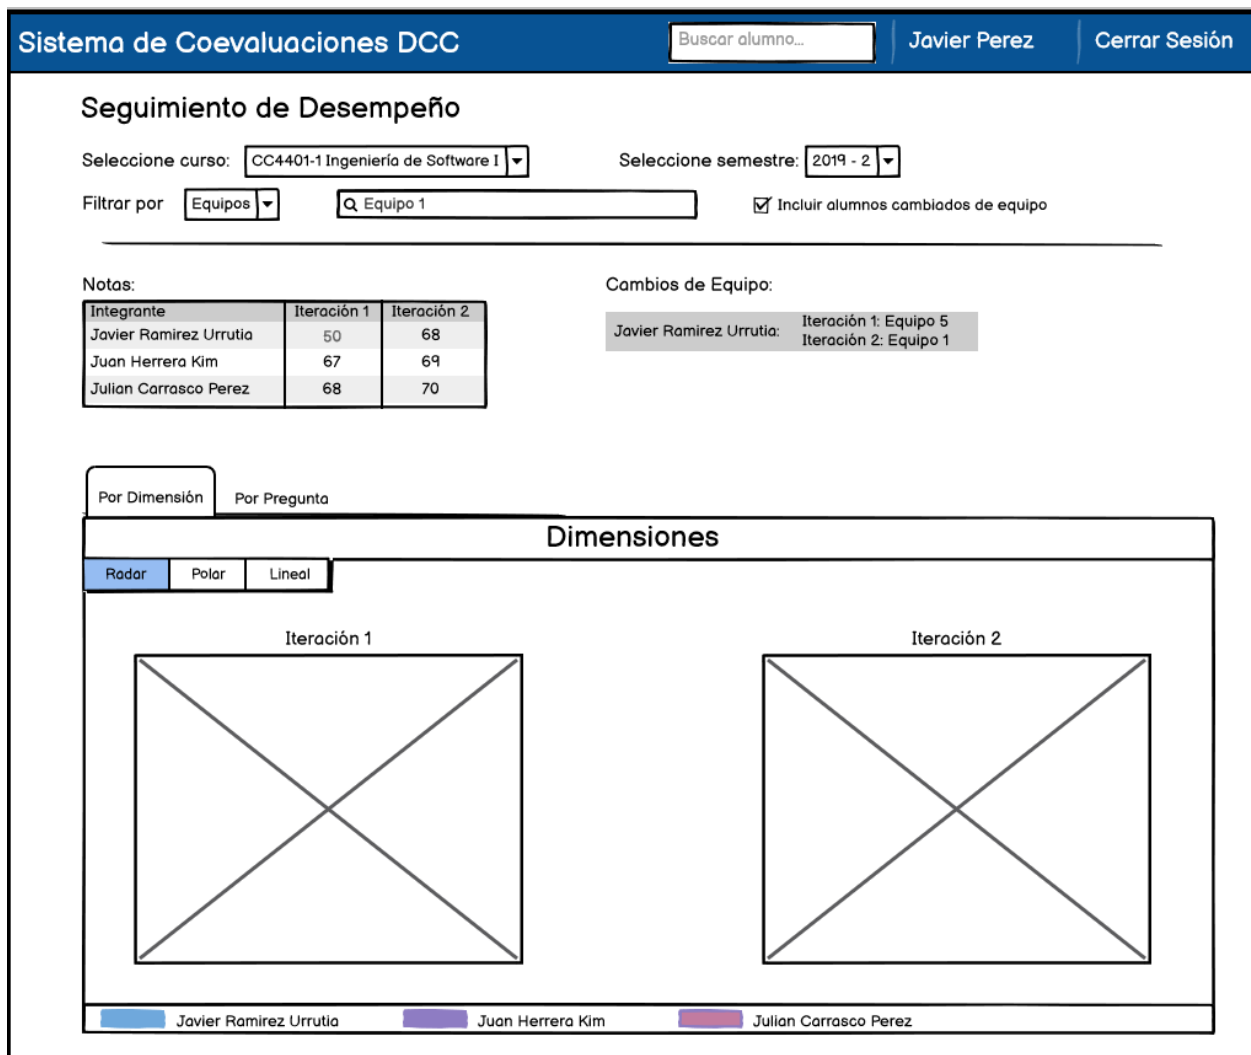 Sistema de Coevaluaciones DCC Buscar alumno... Javier Perez Cerrar Sesión
Seguimiento de Desempeño
Seleccione curso: CC4401-1 Ingeniería de Software I Seleccione semestre: 2019 - 2
Filtrar por Equipos Equipo 1 Incluir alumnos cambiados de equipo
Notas:
Integrante Iteración 1 Iteración 2
Javier Ramirez Urrutia 50 68
Juan Herrera Kim 67 69
Julian Carrasco Perez 68 70
Cambios de Equipo:
Javier Ramirez Urrutia: Iteración 1: Equipo 5
Iteración 2: Equipo 1
Por Dimensión Por Pregunta
Dimensiones
Radar Polar Lineal
Iteración 1 Iteración 2
Javier Ramirez Urrutia Juan Herrera Kim Julian Carrasco Perez